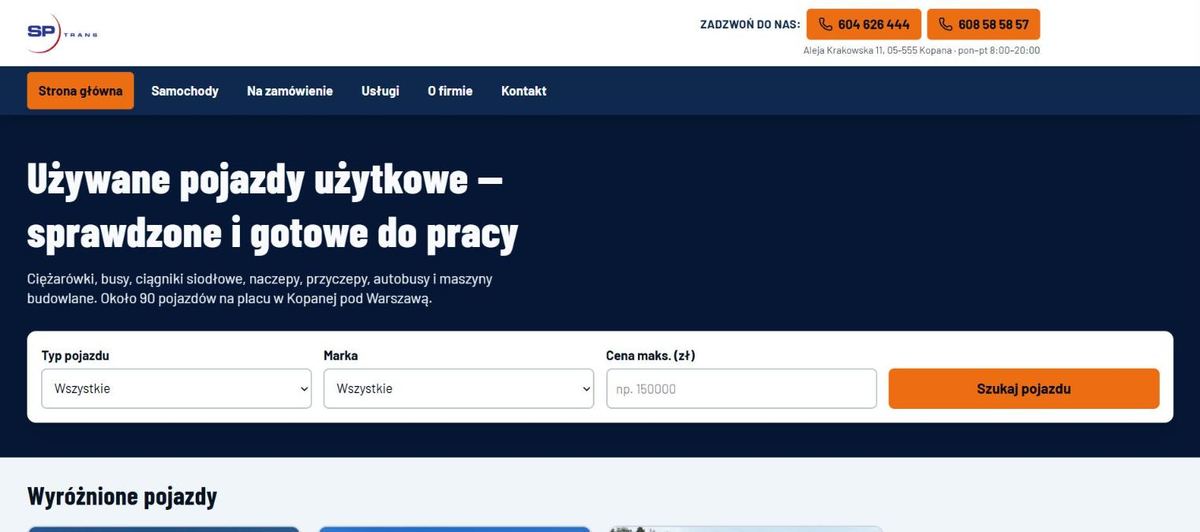 SP TRANS
ZADZWOŃ DO NAS: 604 626 444 608 58 58 57
Aleja Krakowska 11, 05-555 Kopana · pon-pt 8:00–20:00
Strona główna Samochody Na zamówienie Usługi O firmie Kontakt
Używane pojazdy użytkowe —
sprawdzone i gotowe do pracy
Ciężarówki, busy, ciągniki siodłowe, naczepy, przyczepy, autobusy i maszyny
budowlane. Około 90 pojazdów na placu w Kopanej pod Warszawą.
Typ pojazdu Marka Cena maks. (zł)
Wszystkie Wszystkie np. 150000 Szukaj pojazdu
Wyróżnione pojazdy